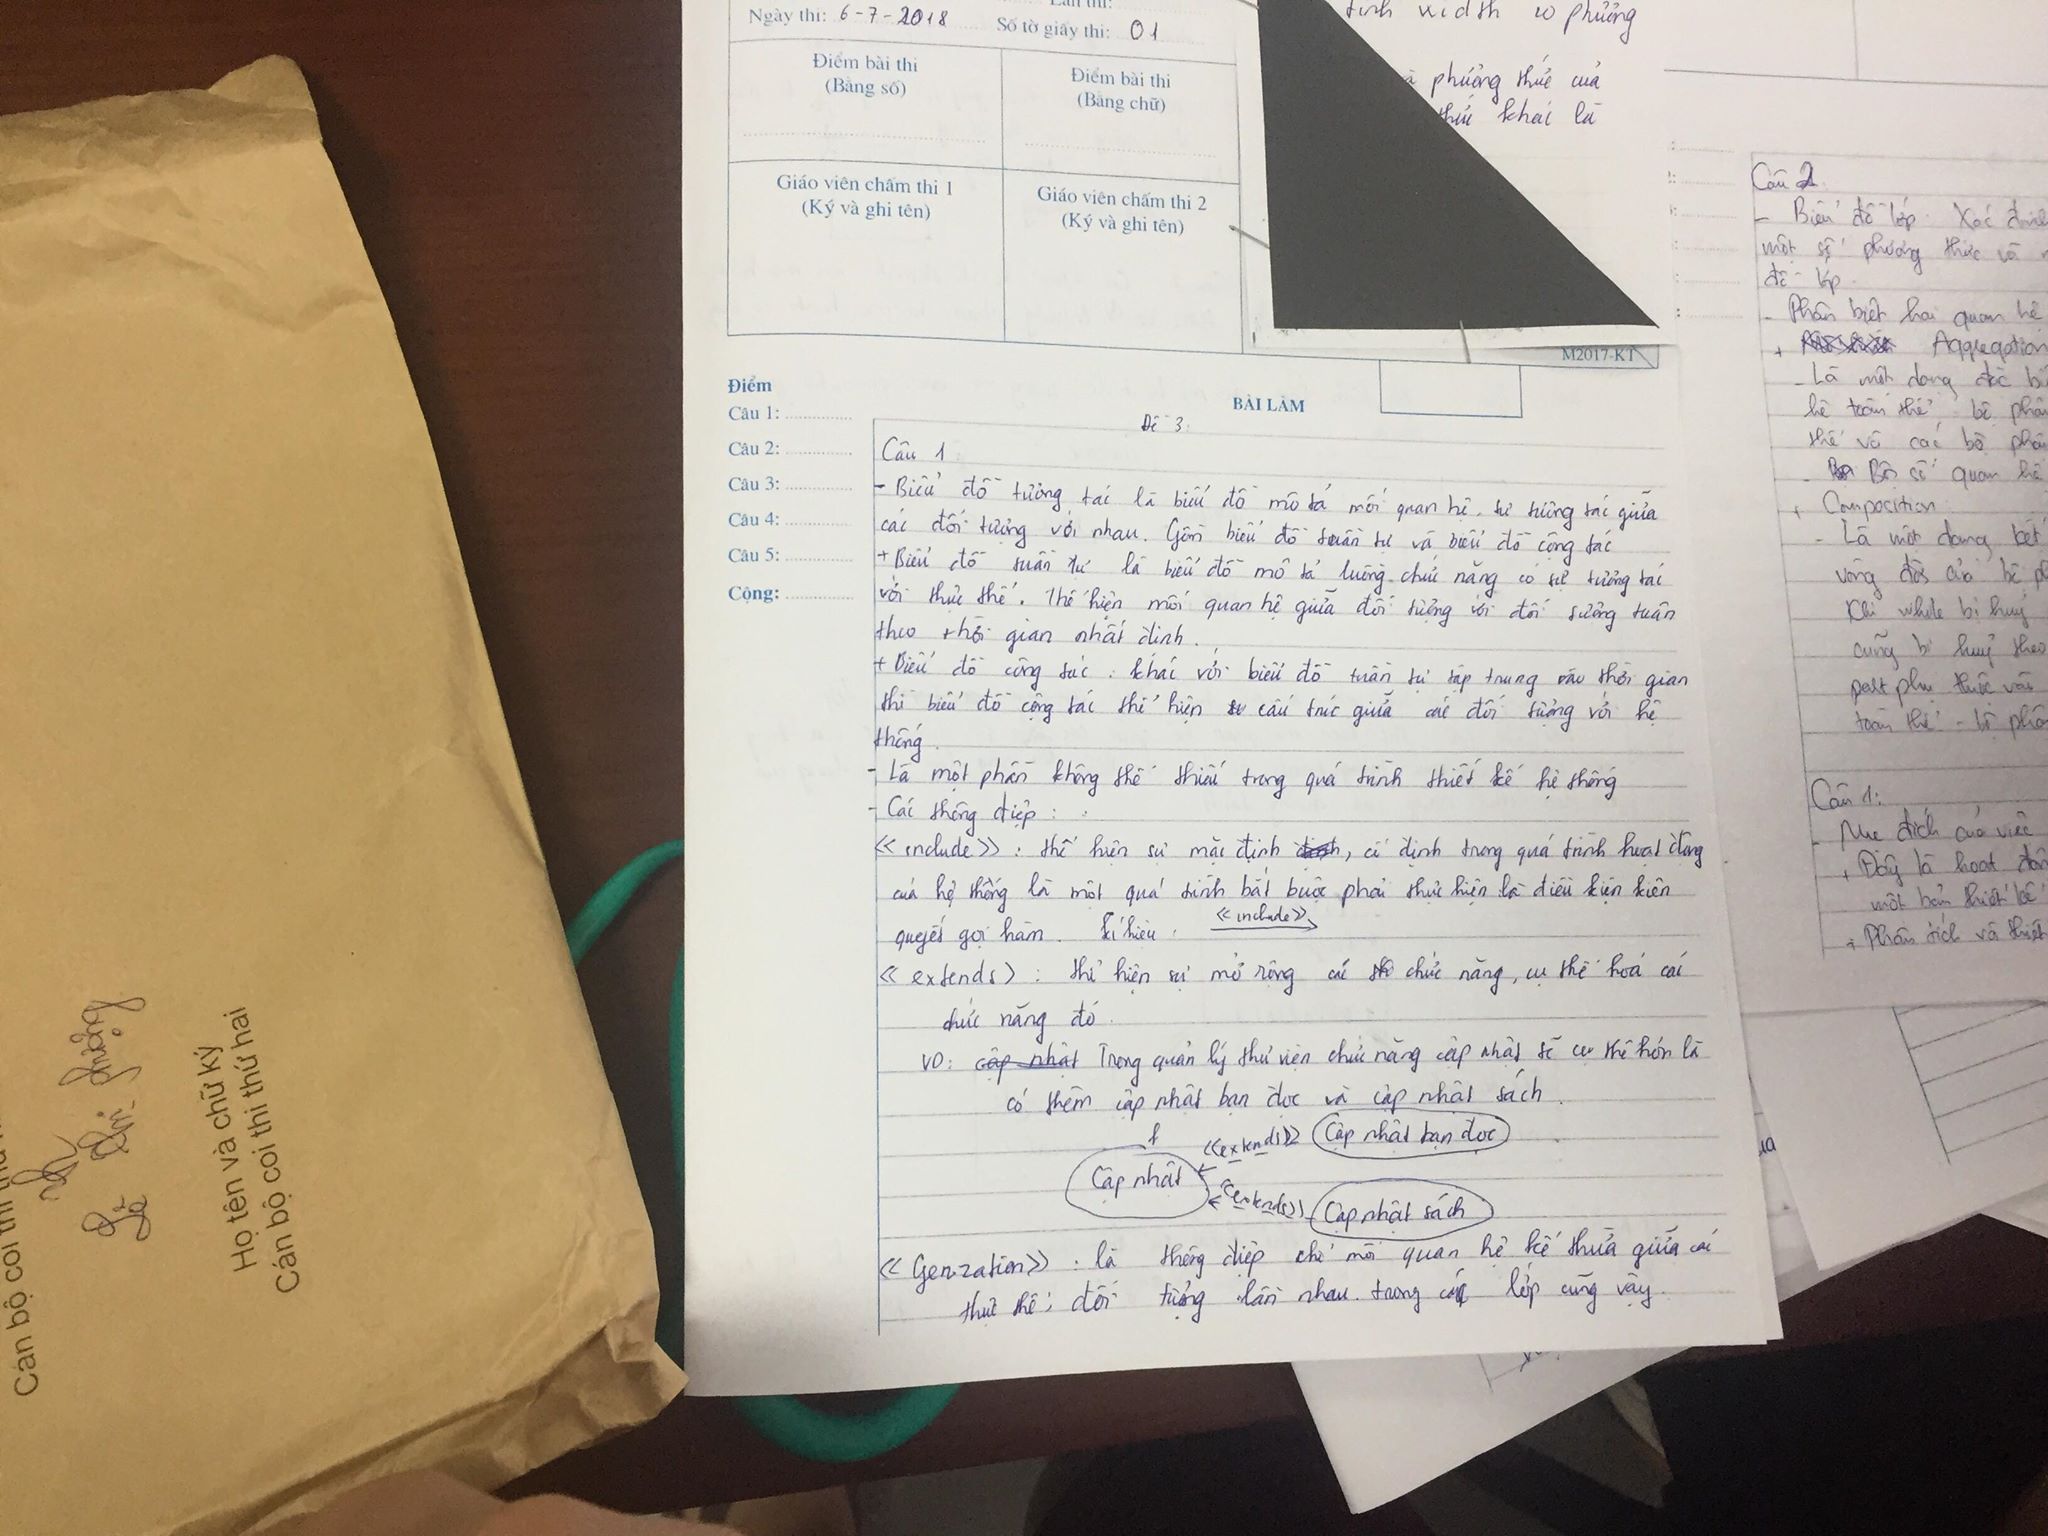 Ngày thi: 6-7-2018 Số tờ giấy thi: 01
Điểm bài thi
(Bằng số)
Điểm bài thi
(Bằng chữ)
Giáo viên chấm thi 1
(Ký và ghi tên)
Giáo viên chấm thi 2
(Ký và ghi tên)
M2017-KT
Điểm
Câu 1:
Câu 2:
Câu 3:
Câu 4:
Câu 5:
Cộng:
BÀI LÀM
Đề 3:
Câu 1:
- Biểu đồ tương tác là biểu đồ mô tả mối quan hệ, sự tương tác giữa
các đối tượng với nhau. Gồm biểu đồ tuần tự và biểu đồ cộng tác
+ Biểu đồ tuần tự là biểu đồ mô tả luồng chức năng có sự tương tác
với thực thể. Thể hiện mối quan hệ giữa đối tượng với đối tượng tuân
theo thời gian nhất định.
+ Biểu đồ cộng tác: khác với biểu đồ tuần tự tập trung vào thời gian
thì biểu đồ cộng tác thể hiện cấu trúc giữa các đối tượng với hệ
thống.
- Là một phần không thể thiếu trong quá trình thiết kế hệ thống
- Các thông điệp:
<<include>>: thể hiện sự mặc định, cố định trong quá trình hoạt động
của hệ thống là một quá trình bắt buộc phải thực hiện là điều kiện kiên
quyết gọi hàm. Kí hiệu: <<include>>
<<extends>: thể hiện sự mở rộng các chức năng, cụ thể hoá các
chức năng đó.
VD: cập nhật Trong quản lý thư viện chức năng cập nhật sẽ cụ thể hơn là
có thêm cập nhật bạn đọc và cập nhật sách.
<<extends>> Cập nhật bạn đọc
Cập nhật
<<extends>> Cập nhật sách
<<Genzation>>: là thông điệp chỉ mối quan hệ kế thừa giữa các
thực thể, đối tượng lẫn nhau. trong các lớp cũng vậy.
tính width 10 phương
phương thức của
thức khai là
Câu 2.
- Biểu đồ lớp: Xác định
một số phương thức và
đồ lớp.
- Phân biệt hai quan hệ
+ Aggregation
- Là một dạng đặc bi
hệ toàn thể - bộ phận
thể và các bộ phận
- Bản số quan hệ
+ Composition:
- Là một dạng kết
vòng đời của bộ ph
Khi while bị huỷ
cũng bị huỷ theo
part phụ thuộc vào
toàn thể - bộ phận
Câu 1:
- Mục đích của việc
+ Đây là hoạt động
một bản thiết kế
+ Phân tích và thiết
Họ tên và chữ ký
Cán bộ coi thi thứ hai
Cán bộ coi thi